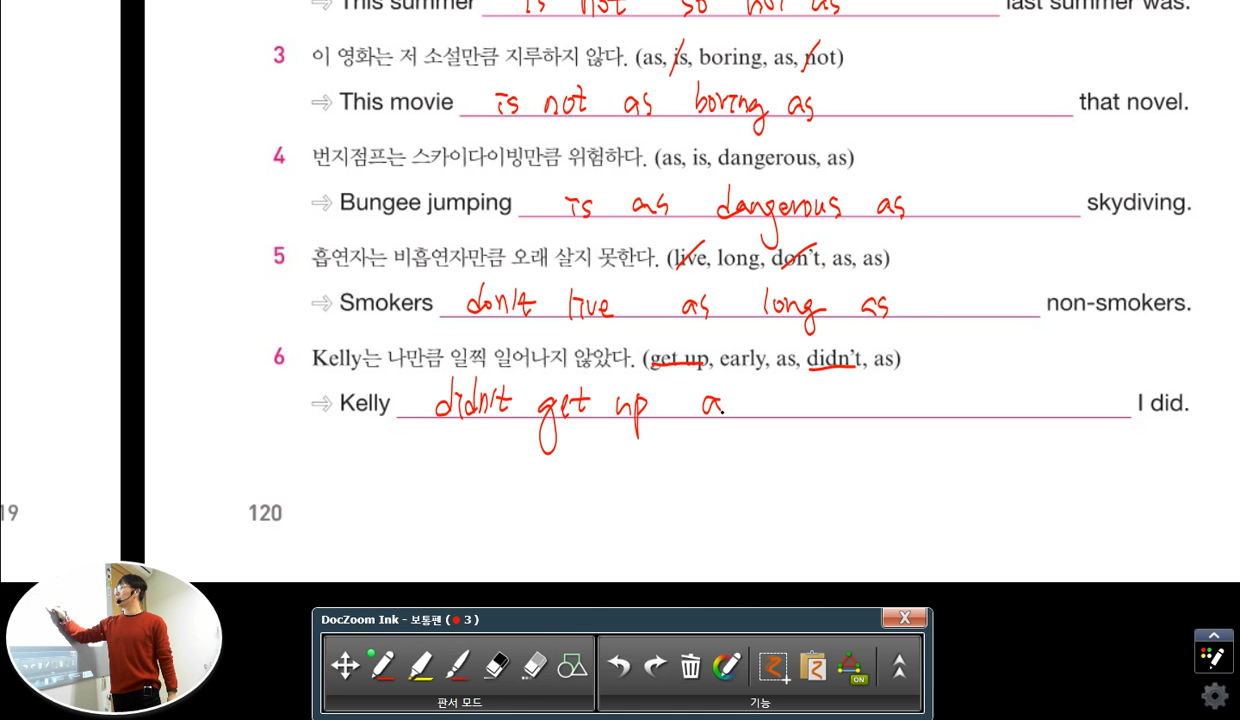 ⇨ This summer is not so hot as last summer was.
3 이 영화는 저 소설만큼 지루하지 않다. (as, is, boring, as, not)
⇨ This movie is not as boring as that novel.
4 번지점프는 스카이다이빙만큼 위험하다. (as, is, dangerous, as)
⇨ Bungee jumping is as dangerous as skydiving.
5 흡연자는 비흡연자만큼 오래 살지 못한다. (live, long, don't, as, as)
⇨ Smokers don't live as long as non-smokers.
6 Kelly는 나만큼 일찍 일어나지 않았다. (get up, early, as, didn't, as)
⇨ Kelly didn't get up a I did.
19 120
DocZoom Ink - 보통펜 ( 3 )
X
ON
판서 모드 기능